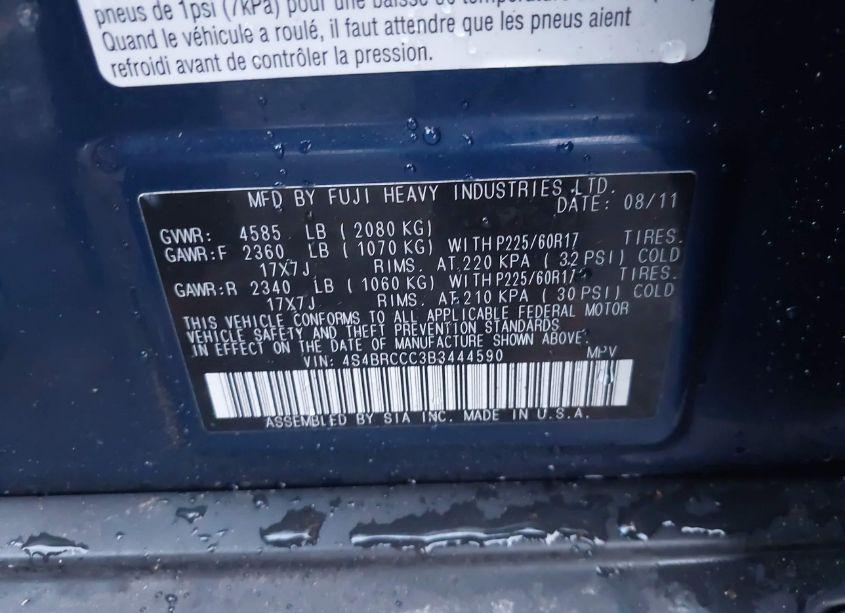 pneus de 1psi (7kPa) pour une baisse de température
Quand le véhicule a roulé, il faut attendre que les pneus aient
refroidi avant de contrôler la pression.
MFD BY FUJI HEAVY INDUSTRIES LTD.
DATE: 08/11
GVWR: 4585 LB ( 2080 KG)
GAWR:F 2360 LB ( 1070 KG) WITH P225/60R17 TIRES.
17X7J RIMS. AT 220 KPA ( 32 PSI) COLD
GAWR:R 2340 LB ( 1060 KG) WITH P225/60R17 TIRES.
17X7J RIMS. AT 210 KPA ( 30 PSI) COLD
THIS VEHICLE CONFORMS TO ALL APPLICABLE FEDERAL MOTOR
VEHICLE SAFETY AND THEFT PREVENTION STANDARDS
IN EFFECT ON THE DATE OF MANUFACTURE SHOWN ABOVE.
VIN: 4S4BRCCC3B3444590 MPV
ASSEMBLED BY SIA INC. MADE IN U.S.A.